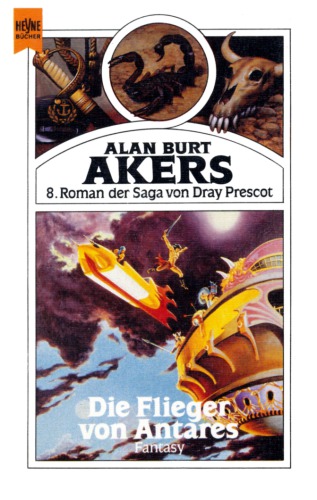 HEYNE
BÜCHER
ALAN BURT
AKERS
8. Roman der Saga von Dray Prescot
Die Flieger
von Antares
Fantasy